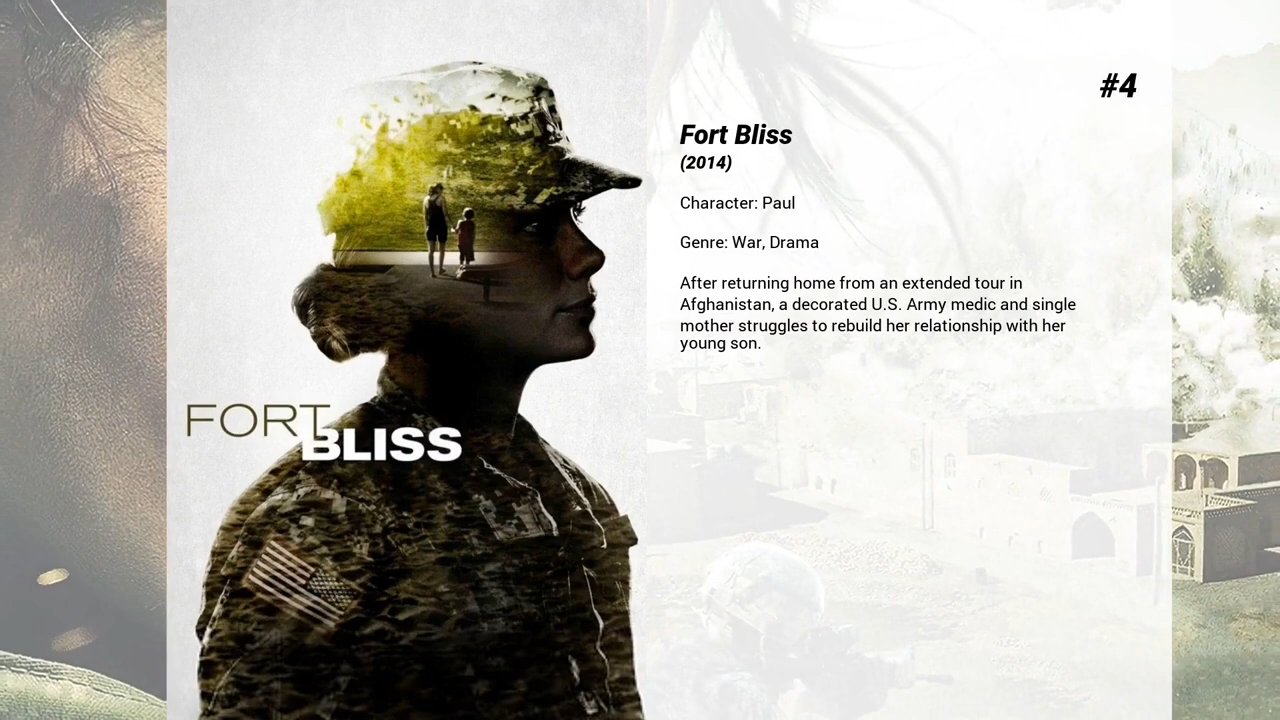 FORT
BLISS
#4
Fort Bliss
(2014)
Character: Paul
Genre: War, Drama
After returning home from an extended tour in
Afghanistan, a decorated U.S. Army medic and single
mother struggles to rebuild her relationship with her
young son.